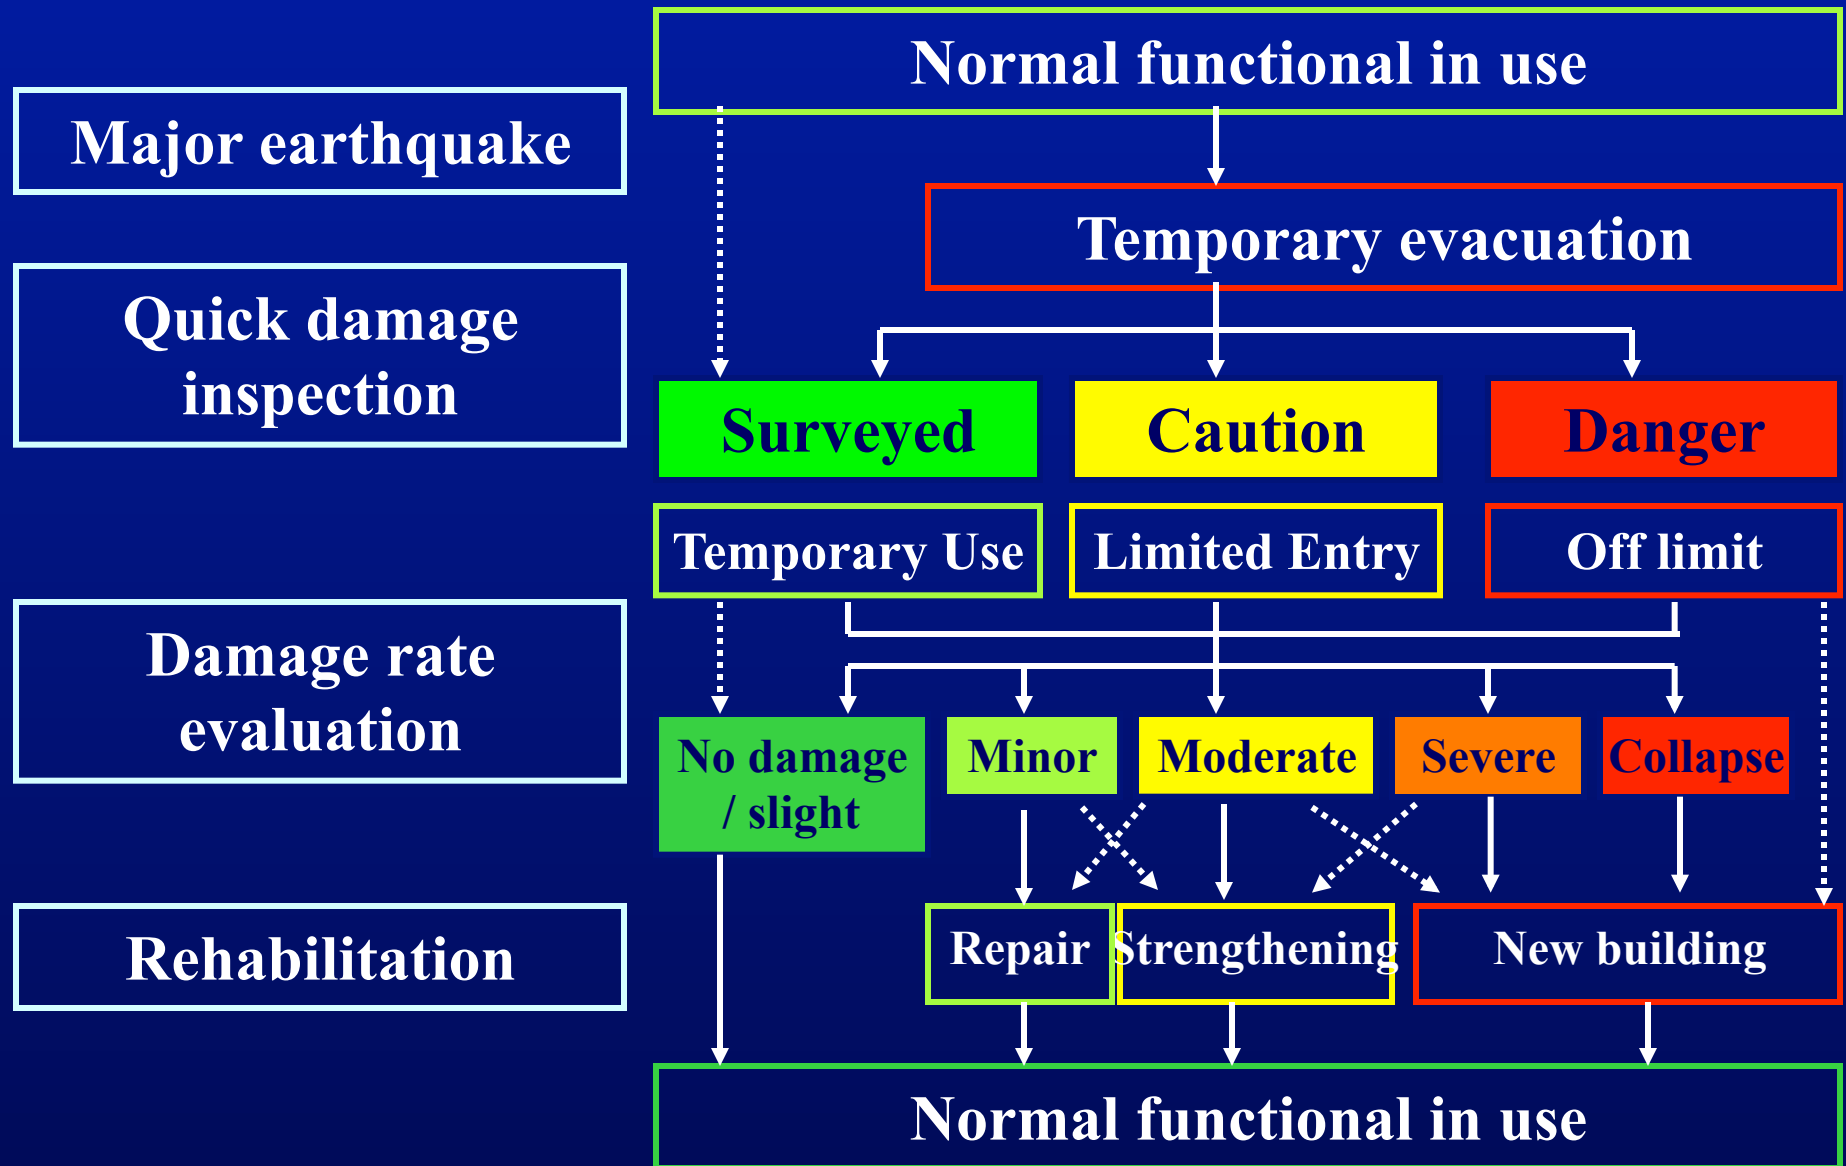 Normal functional in use
Major earthquake
Temporary evacuation
Quick damage
inspection
Surveyed
Caution
Danger
Temporary Use
Limited Entry
Off limit
Damage rate
evaluation
No damage
/ slight
Minor
Moderate
Severe
Collapse
Rehabilitation
Repair
Strengthening
New building
Normal functional in use